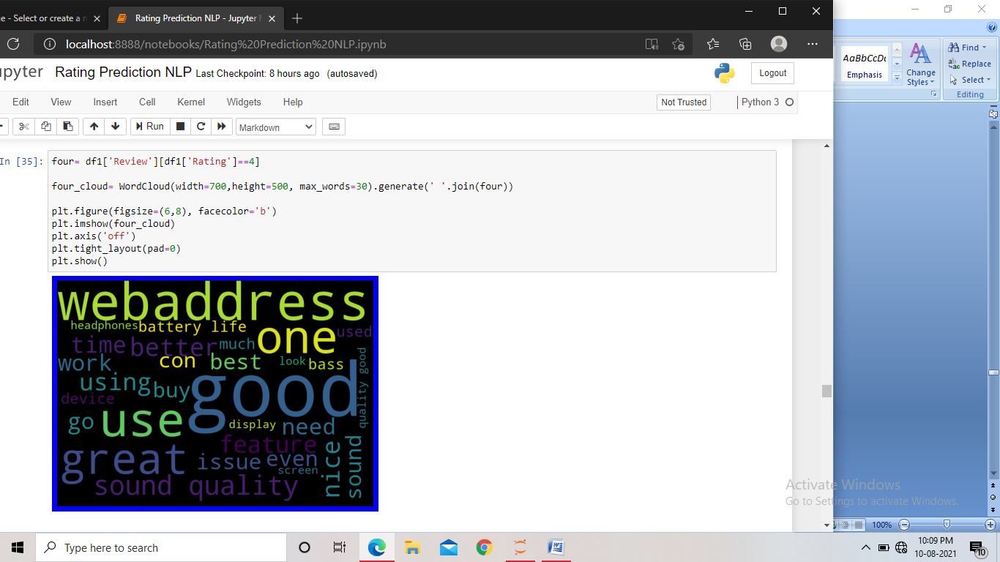 e - Select or create a n
Rating Prediction NLP - Jupyter N
localhost:8888/notebooks/Rating%20Prediction%20NLP.ipynb
upyter Rating Prediction NLP Last Checkpoint: 8 hours ago (autosaved)
Logout
Edit View Insert Cell Kernel Widgets Help
Not Trusted
Python 3
Run
Markdown
In [35]:
four= df1['Review'][df1['Rating']==4]
four_cloud= WordCloud(width=700,height=500, max_words=30).generate(' '.join(four))
plt.figure(figsize=(6,8), facecolor='b')
plt.imshow(four_cloud)
plt.axis('off')
plt.tight_layout(pad=0)
plt.show()
webaddress
headphones battery life
one
used
time better much
work
con best look bass
quality good
using buy
good
device
go use
display need
feature
great issue even
screen
nice
sound
sound quality
AaBbCcDc
Emphasis
Change
Styles
Find
Replace
Select
Editing
Activate Windows
Go to Settings to activate Windows.
100%
Type here to search
10:09 PM
10-08-2021
10